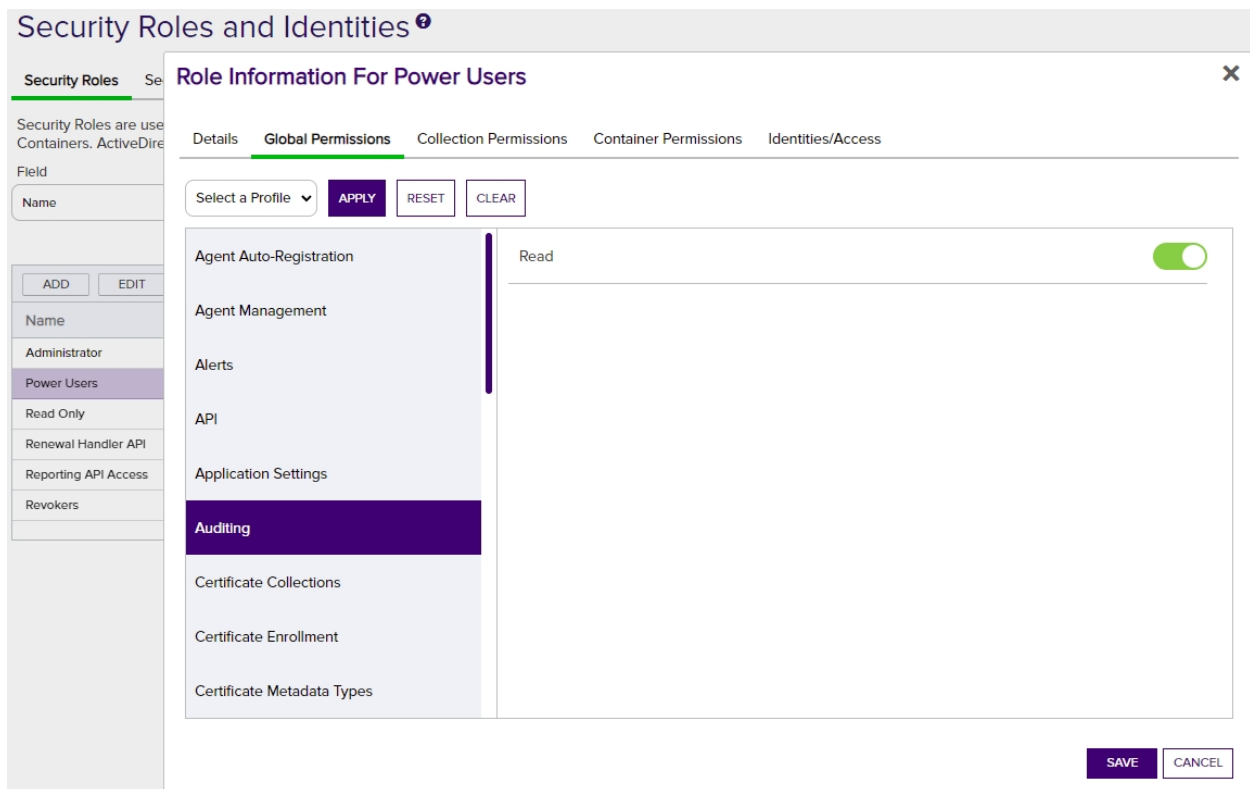 Security Roles and Identities ?
Security Roles Se
Role Information For Power Users
Security Roles are use
Containers. ActiveDire
Field
Name
ADD EDIT
Name
Administrator
Power Users
Read Only
Renewal Handler API
Reporting API Access
Revokers
Details Global Permissions Collection Permissions Container Permissions Identities/Access
Select a Profile APPLY RESET CLEAR
Agent Auto-Registration
Agent Management
Alerts
API
Application Settings
Auditing
Certificate Collections
Certificate Enrollment
Certificate Metadata Types
Read
SAVE CANCEL